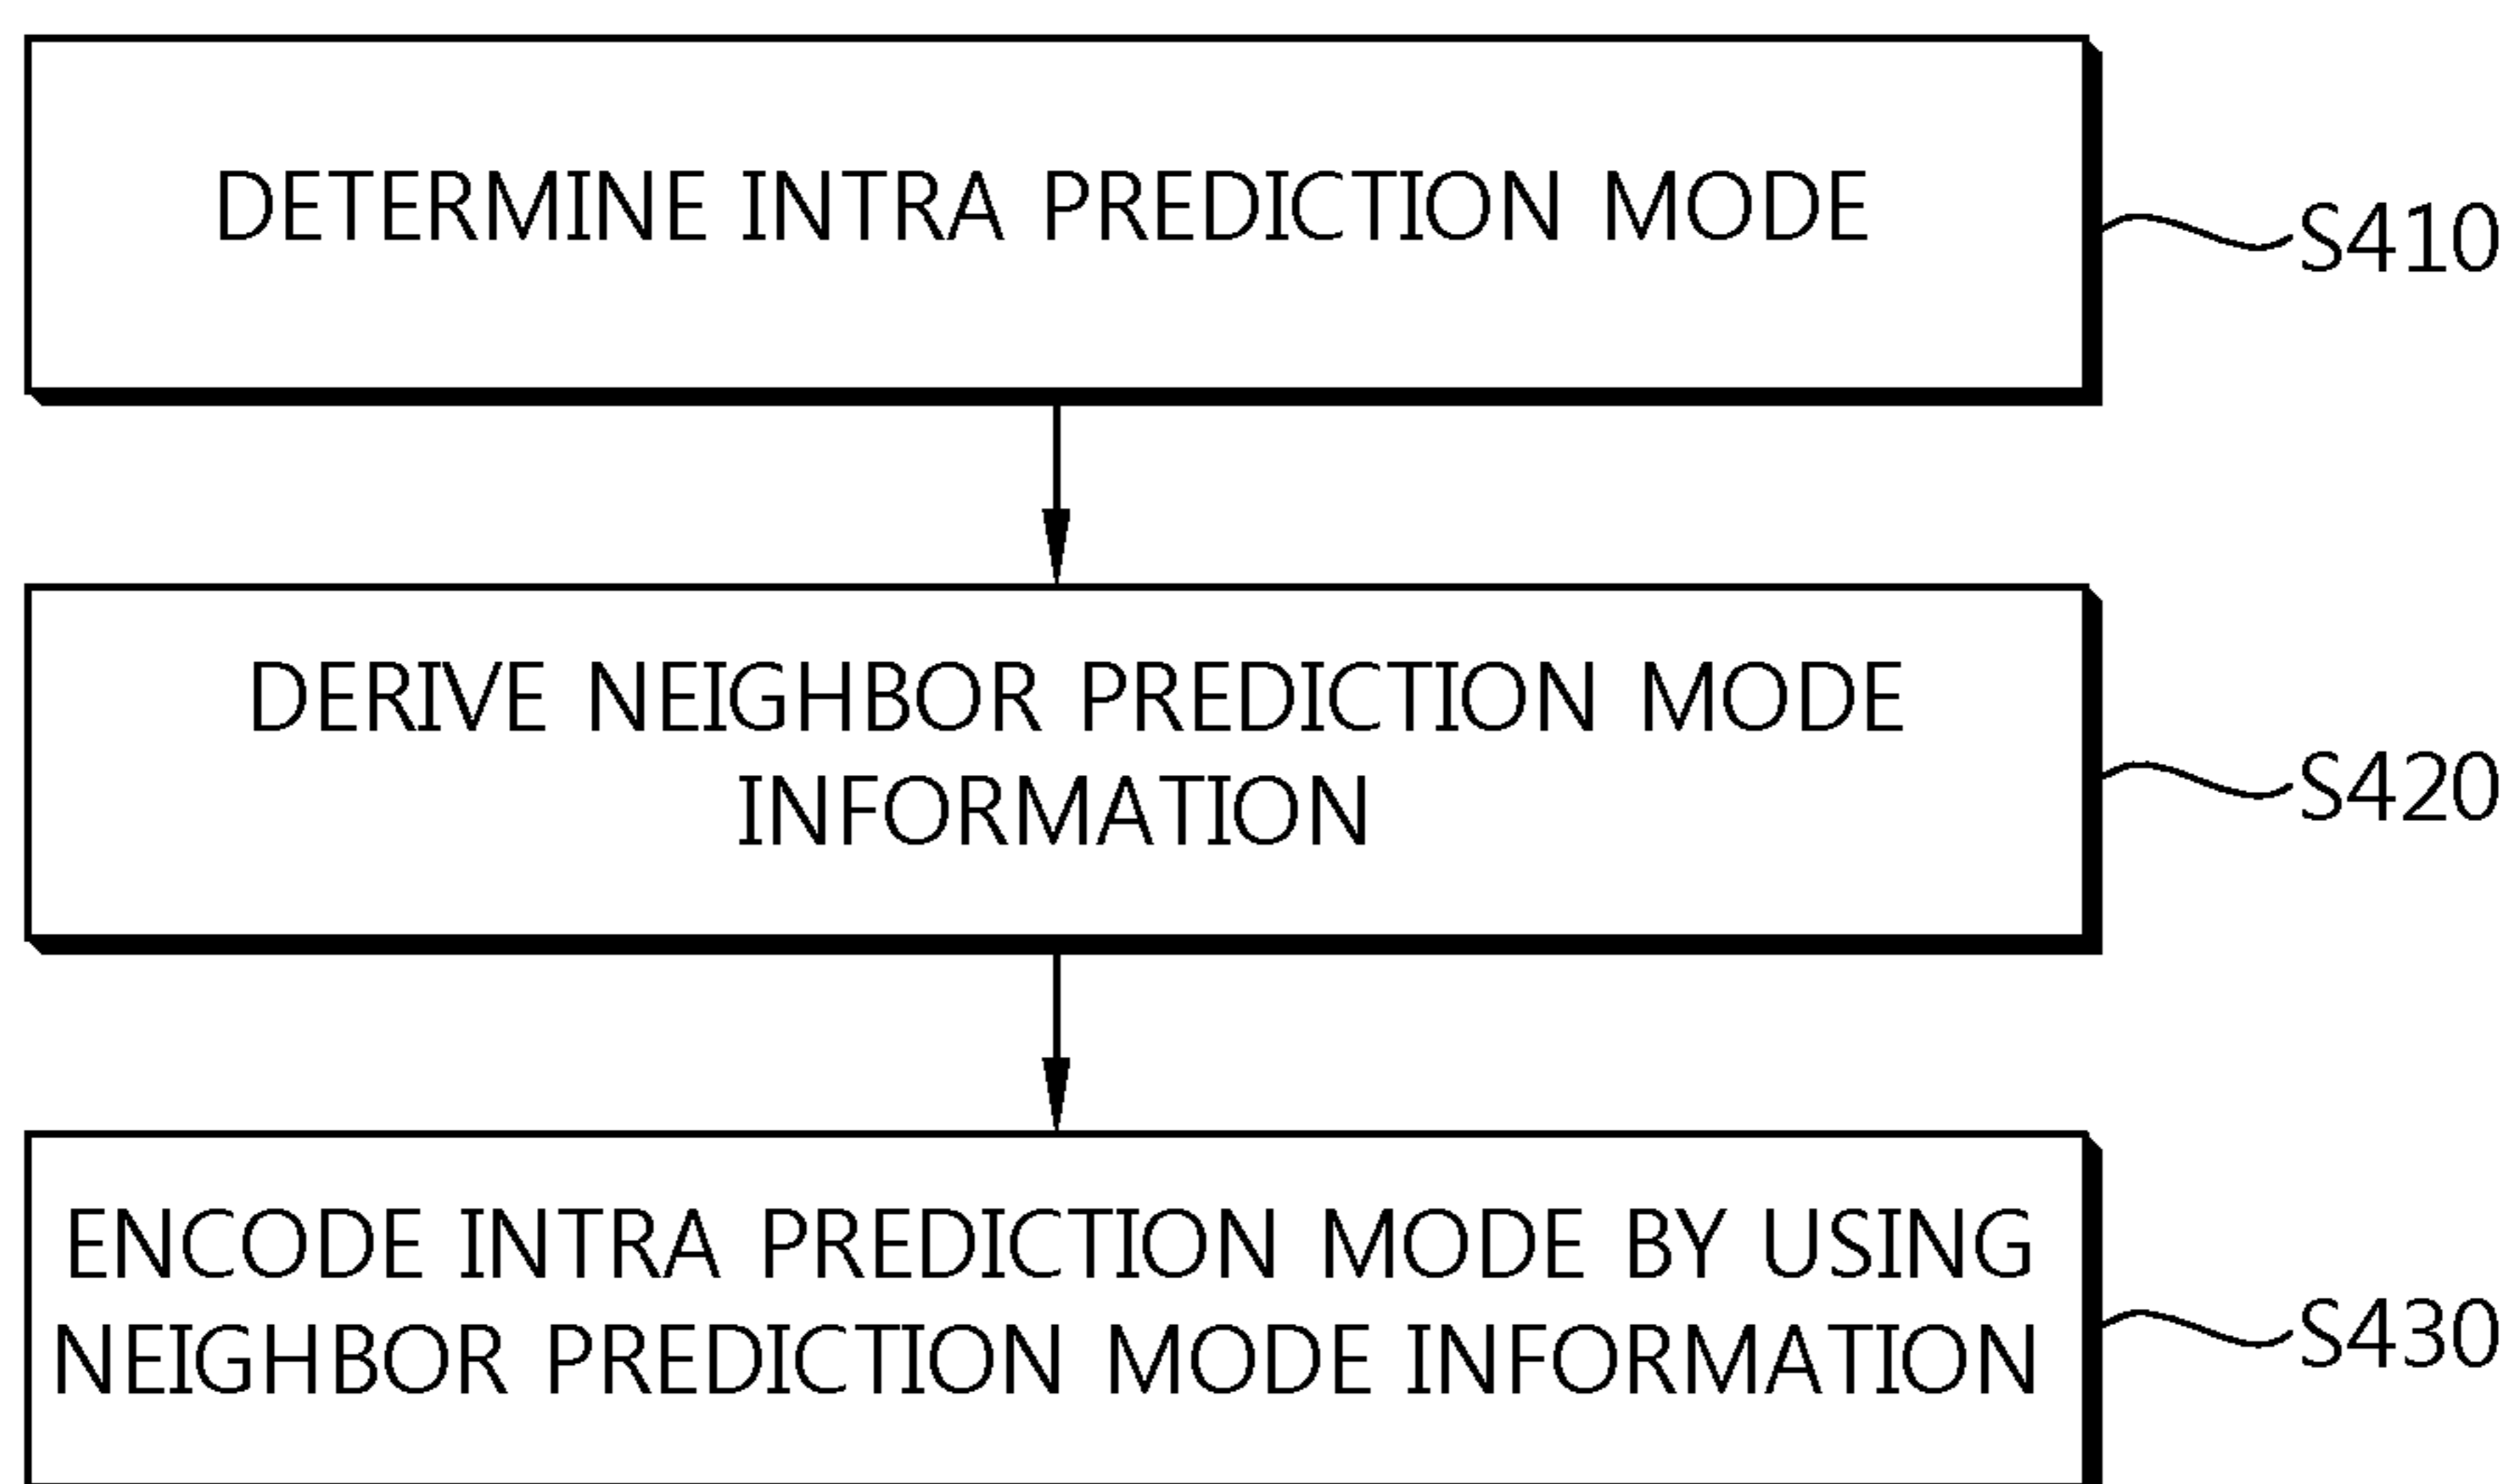 DETERMINE INTRA PREDICTION MODE
S410
DERIVE NEIGHBOR PREDICTION MODE
INFORMATION
S420
ENCODE INTRA PREDICTION MODE BY USING
NEIGHBOR PREDICTION MODE INFORMATION
S430